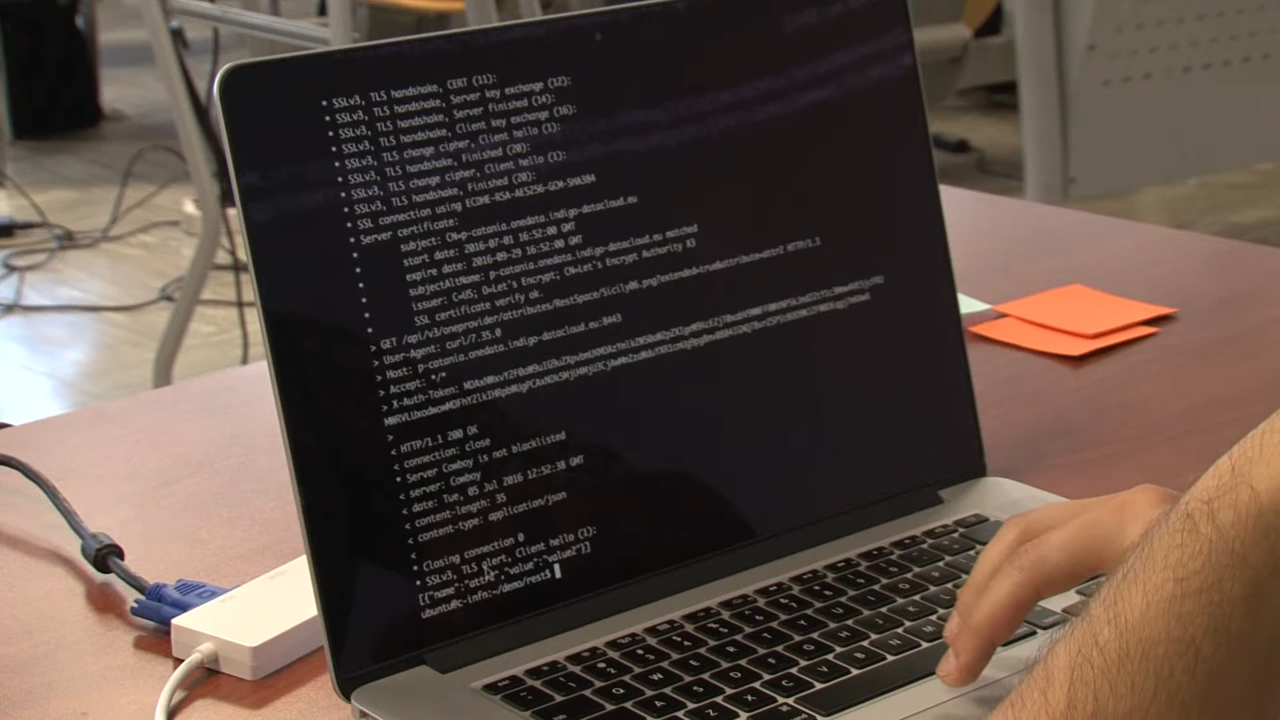 * SSLv3, TLS handshake, CERT (11):
* SSLv3, TLS handshake, Server key exchange (12):
* SSLv3, TLS handshake, Server finished (14):
* SSLv3, TLS handshake, Client key exchange (16):
* SSLv3, TLS change cipher, Client hello (1):
* SSLv3, TLS handshake, Finished (20):
* SSLv3, TLS change cipher, Client hello (1):
* SSLv3, TLS handshake, Finished (20):
* SSL connection using ECDHE-RSA-AES256-GCM-SHA384
* Server certificate:
* subject: CN=p-catania.onedata.indigo-datacloud.eu
* start date: 2016-07-01 16:52:00 GMT
* expire date: 2016-09-29 16:52:00 GMT
* subjectAltName: p-catania.onedata.indigo-datacloud.eu matched
* issuer: C=US; O=Let's Encrypt; CN=Let's Encrypt Authority X3
* SSL certificate verify ok.
> GET /api/v3/oneprovider/attributes/RestSpace/Sicily06.png?extended=true&attribute=attr2 HTTP/1.1
> User-Agent: curl/7.35.0
> Host: p-catania.onedata.indigo-datacloud.eu:8443
> Accept: */*
> X-Auth-Token:
>
< HTTP/1.1 200 OK
< connection: close
* Server Cowboy is not blacklisted
< server: Cowboy
< date: Tue, 05 Jul 2016 12:52:38 GMT
< content-length: 35
< content-type: application/json
<
* Closing connection 0
* SSLv3, TLS alert, Client hello (1):
[{"name":"attr2","value":"value2"}]
ubuntu@c-infn:~/demo/rest$